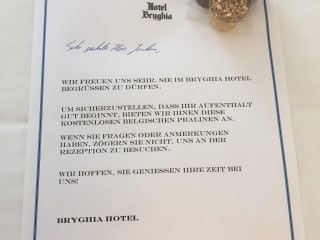 Hotel
Bryghia
Sehr geehrte Herr
WIR FREUEN UNS SEHR, SIE IM BRYGHIA HOTEL
BEGRÜSSEN ZU DÜRFEN.
UM SICHERZUSTELLEN, DASS IHR AUFENTHALT
GUT BEGINNT, BIETEN WIR IHNEN DIESE
KOSTENLOSEN BELGISCHEN PRALINEN AN.
WENN SIE FRAGEN ODER ANMERKUNGEN
HABEN, ZÖGERN SIE NICHT, UNS AN DER
REZEPTION ZU BESUCHEN.
WIR HOFFEN, SIE GENIESSEN IHRE ZEIT BEI
UNS!
BRYGHIA HOTEL